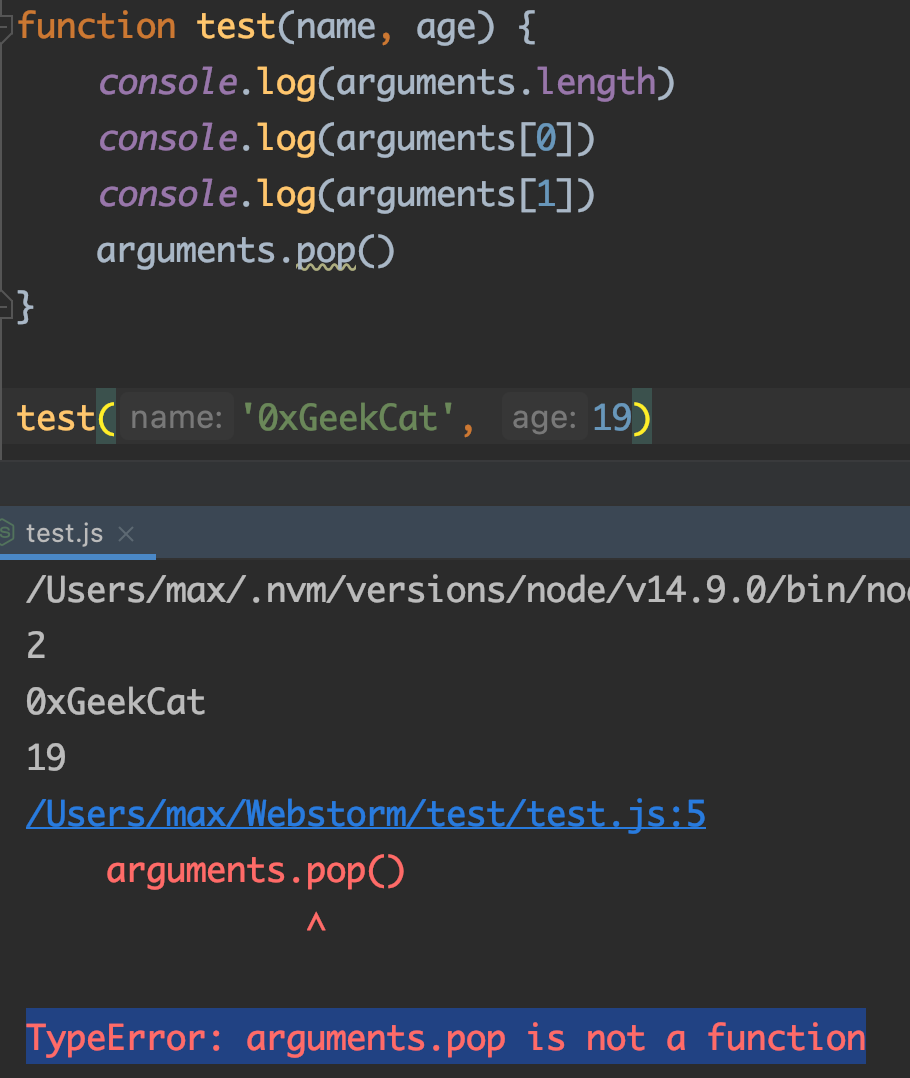 function test(name, age) {
    console.log(arguments.length)
    console.log(arguments[0])
    console.log(arguments[1])
    arguments.pop()
}
test( name: '0xGeekCat', age: 19)
test.js ×
/Users/max/.nvm/versions/node/v14.9.0/bin/no
2
0xGeekCat
19
/Users/max/Webstorm/test/test.js:5
    arguments.pop()
              ^
TypeError: arguments.pop is not a function